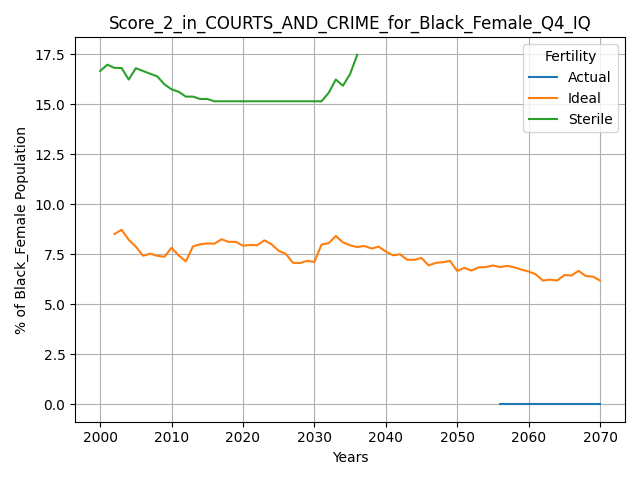 Score_2_in_COURTS_AND_CRIME_for_Black_Female_Q4_IQ
Fertility
Actual
Ideal
Sterile
% of Black_Female Population
17.5
15.0
12.5
10.0
7.5
5.0
2.5
0.0
2000 2010 2020 2030 2040 2050 2060 2070
Years